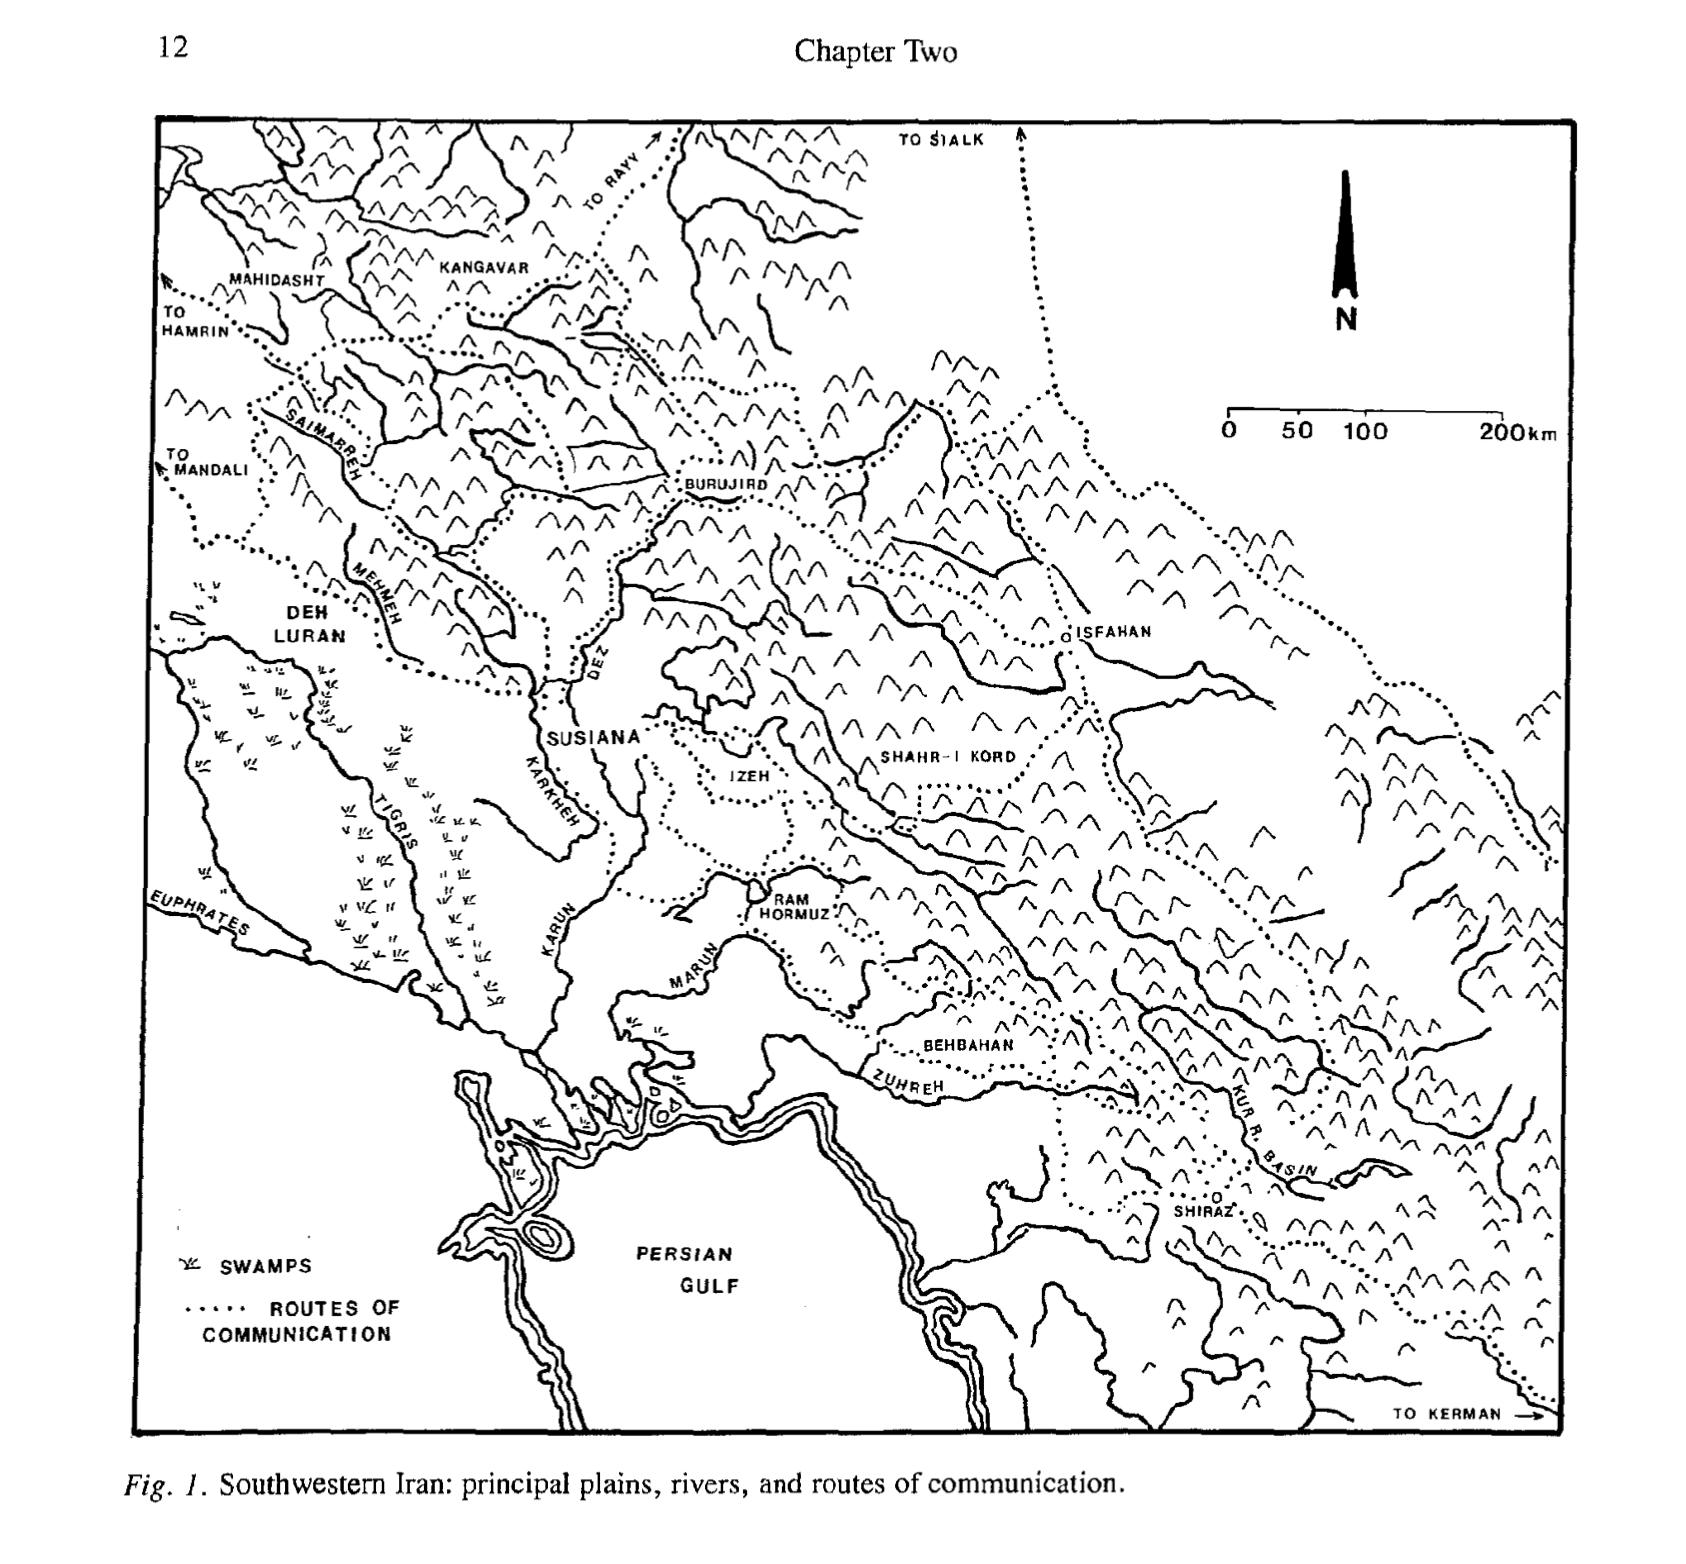 12
Chapter Two
TO SIALK
TO RAYY
KANGAVAR
MAHIDASHT
TO
HAMRIN
N
0 50 100 200km
SAIMARREH
TO
MANDALI
BURUJIRD
MEHMEH
DEH
LURAN
ISFAHAN
DEZ
SUSIANA
SHAHR-I KORD
IZEH
KARKHEH
TIGRIS
EUPHRATES
RAM
HORMUZ
KARUN
MARUN
BEHBAHAN
ZUHREH
KUR R. BASIN
SHIRAZ
PERSIAN
GULF
SWAMPS
ROUTES OF
COMMUNICATION
TO KERMAN
Fig. 1. Southwestern Iran: principal plains, rivers, and routes of communication.